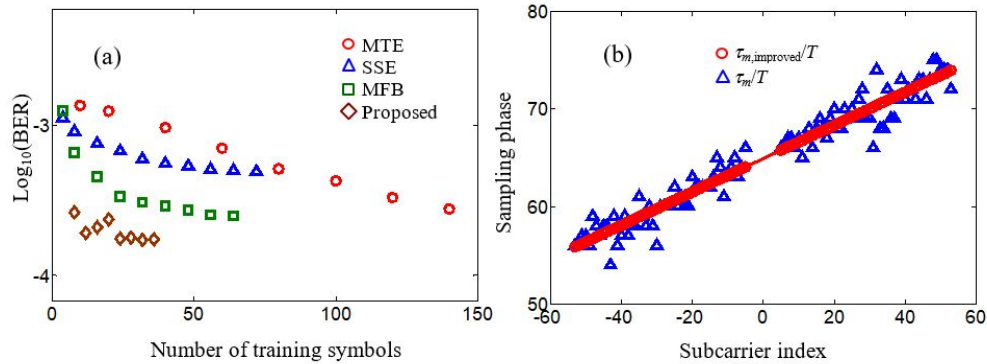 (a)
MTE
SSE
MFB
Proposed
-3
-4
Log10(BER)
0
50
100
150
Number of training symbols
(b)
τm,improved/T
τm/T
80
70
60
50
Sampling phase
-60
-40
-20
0
20
40
60
Subcarrier index